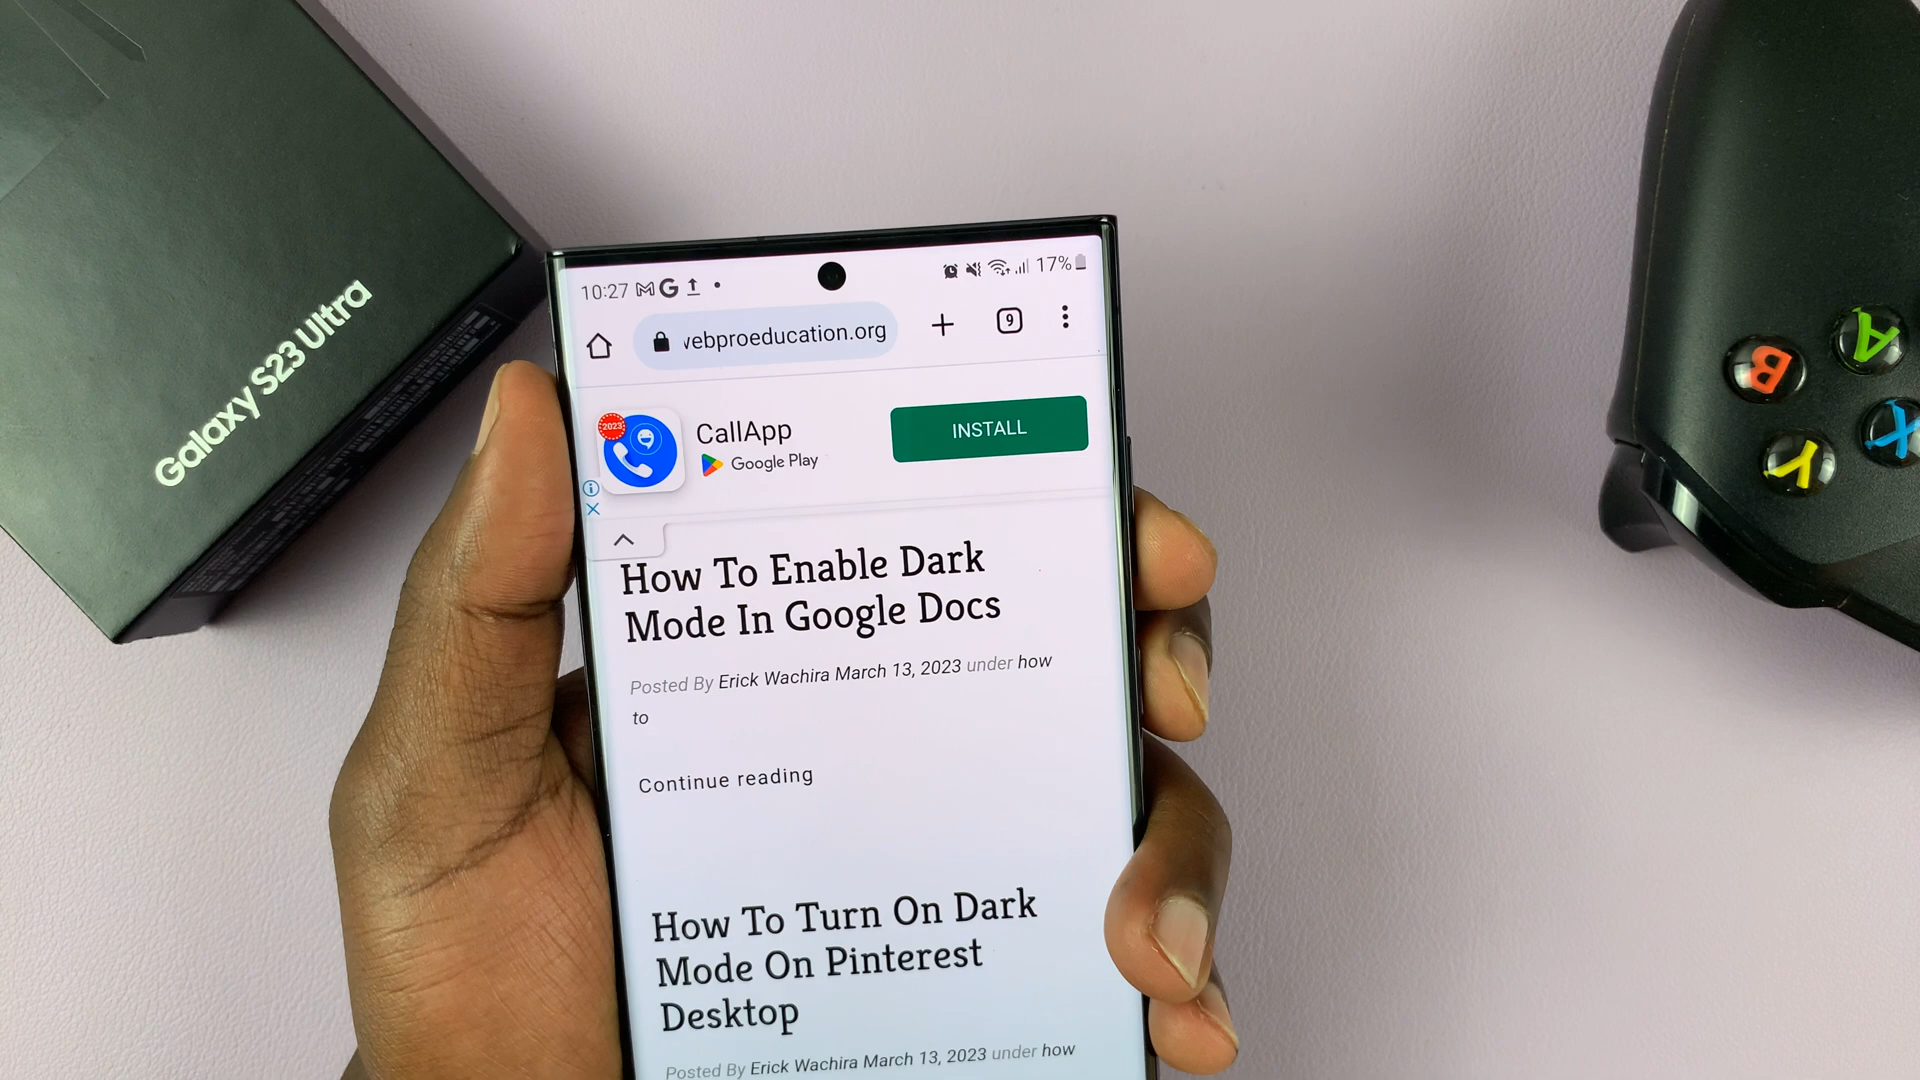 Galaxy S23 Ultra
10:27
17%
webproeducation.org
9
2023
CallApp
Google Play
INSTALL
How To Enable Dark
Mode In Google Docs
Posted By Erick Wachira March 13, 2023 under how
to
Continue reading
How To Turn On Dark
Mode On Pinterest
Desktop
Posted By Erick Wachira March 13, 2023 under how
A
B
X
Y